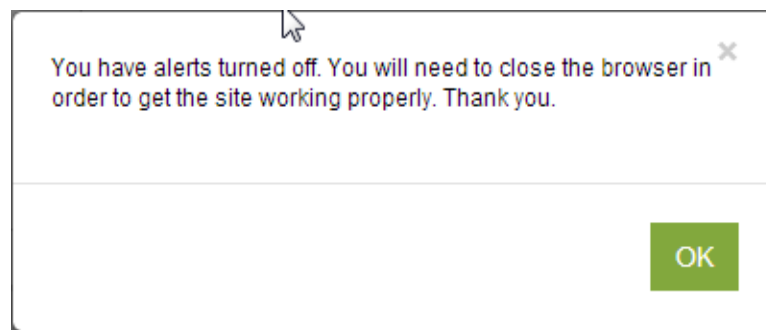 You have alerts turned off. You will need to close the browser in
order to get the site working properly. Thank you.
OK